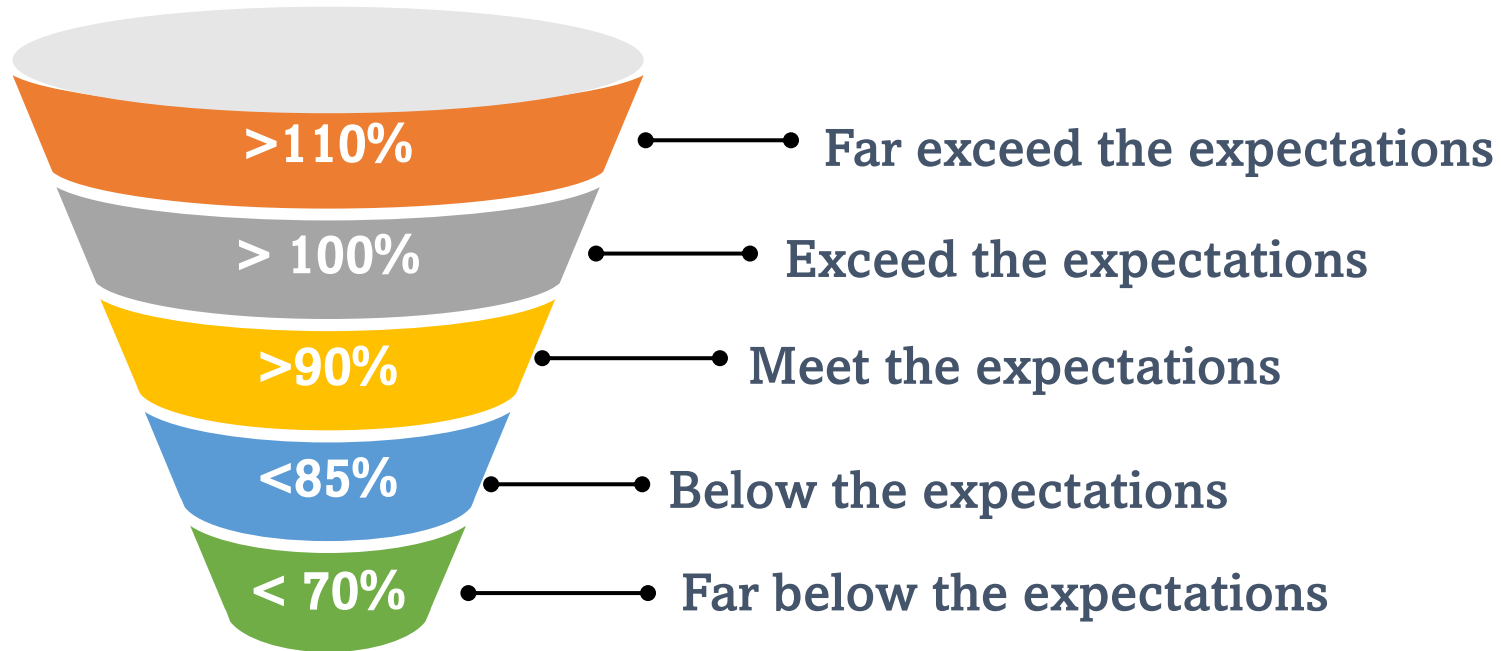 >110% Far exceed the expectations
> 100% Exceed the expectations
>90% Meet the expectations
<85% Below the expectations
< 70% Far below the expectations